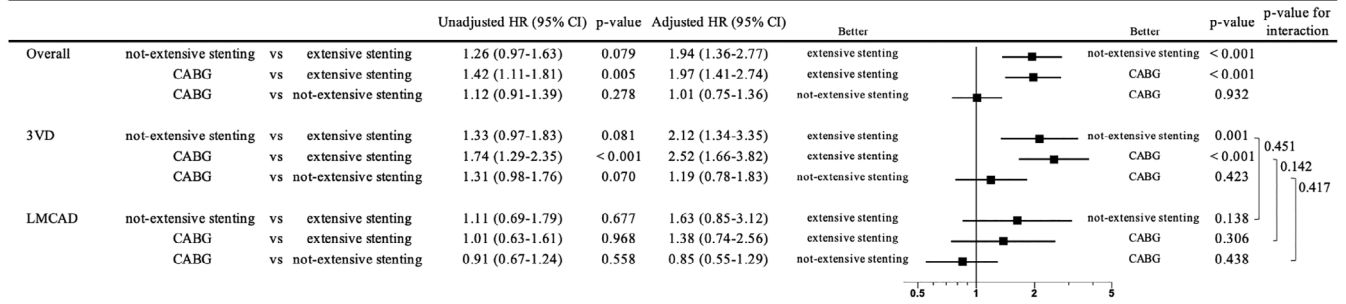 Unadjusted HR (95% CI) p-value Adjusted HR (95% CI) Better Better p-value p-value for interaction
Overall not-extensive stenting vs extensive stenting 1.26 (0.97-1.63) 0.079 1.94 (1.36-2.77) extensive stenting not-extensive stenting < 0.001
CABG vs extensive stenting 1.42 (1.11-1.81) 0.005 1.97 (1.41-2.74) extensive stenting CABG < 0.001
CABG vs not-extensive stenting 1.12 (0.91-1.39) 0.278 1.01 (0.75-1.36) not-extensive stenting CABG 0.932
3VD not-extensive stenting vs extensive stenting 1.33 (0.97-1.83) 0.081 2.12 (1.34-3.35) extensive stenting not-extensive stenting 0.001
0.451
CABG vs extensive stenting 1.74 (1.29-2.35) < 0.001 2.52 (1.66-3.82) extensive stenting CABG < 0.001
0.142
CABG vs not-extensive stenting 1.31 (0.98-1.76) 0.070 1.19 (0.78-1.83) not-extensive stenting CABG 0.423
0.417
LMCAD not-extensive stenting vs extensive stenting 1.11 (0.69-1.79) 0.677 1.63 (0.85-3.12) extensive stenting not-extensive stenting 0.138
CABG vs extensive stenting 1.01 (0.63-1.61) 0.968 1.38 (0.74-2.56) extensive stenting CABG 0.306
CABG vs not-extensive stenting 0.91 (0.67-1.24) 0.558 0.85 (0.55-1.29) not-extensive stenting CABG 0.438
0.5 1 2 5